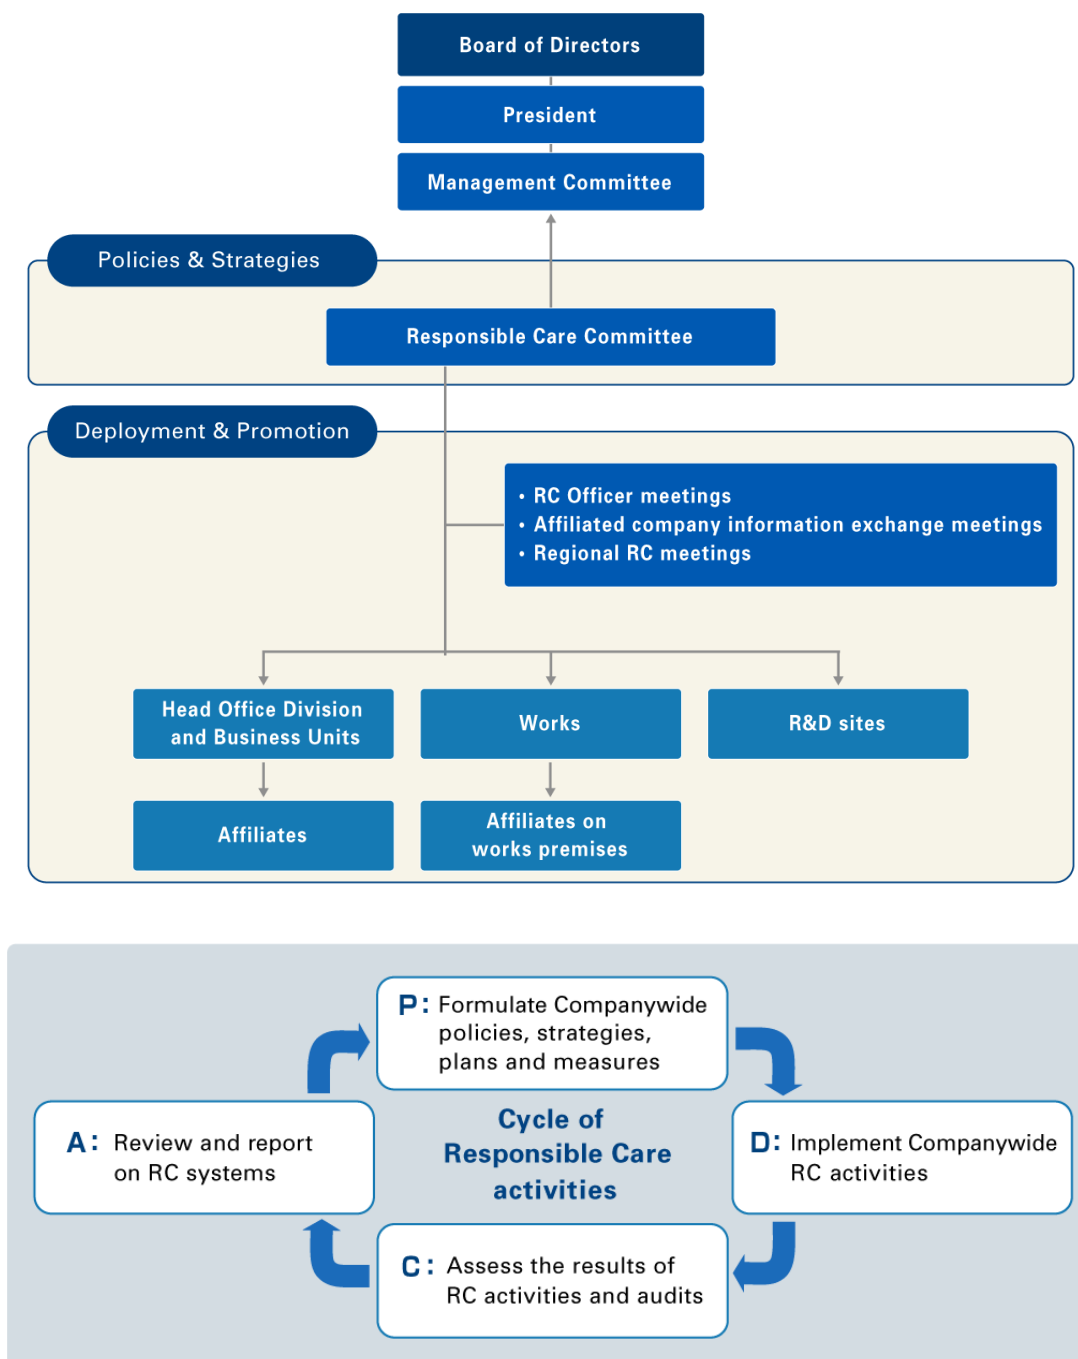 Board of Directors
President
Management Committee
Policies & Strategies
Responsible Care Committee
Deployment & Promotion
• RC Officer meetings
• Affiliated company information exchange meetings
• Regional RC meetings
Head Office Division
and Business Units
Works
R&D sites
Affiliates
Affiliates on
works premises
P: Formulate Companywide
policies, strategies,
plans and measures
Cycle of
Responsible Care
activities
A: Review and report
on RC systems
D: Implement Companywide
RC activities
C: Assess the results of
RC activities and audits